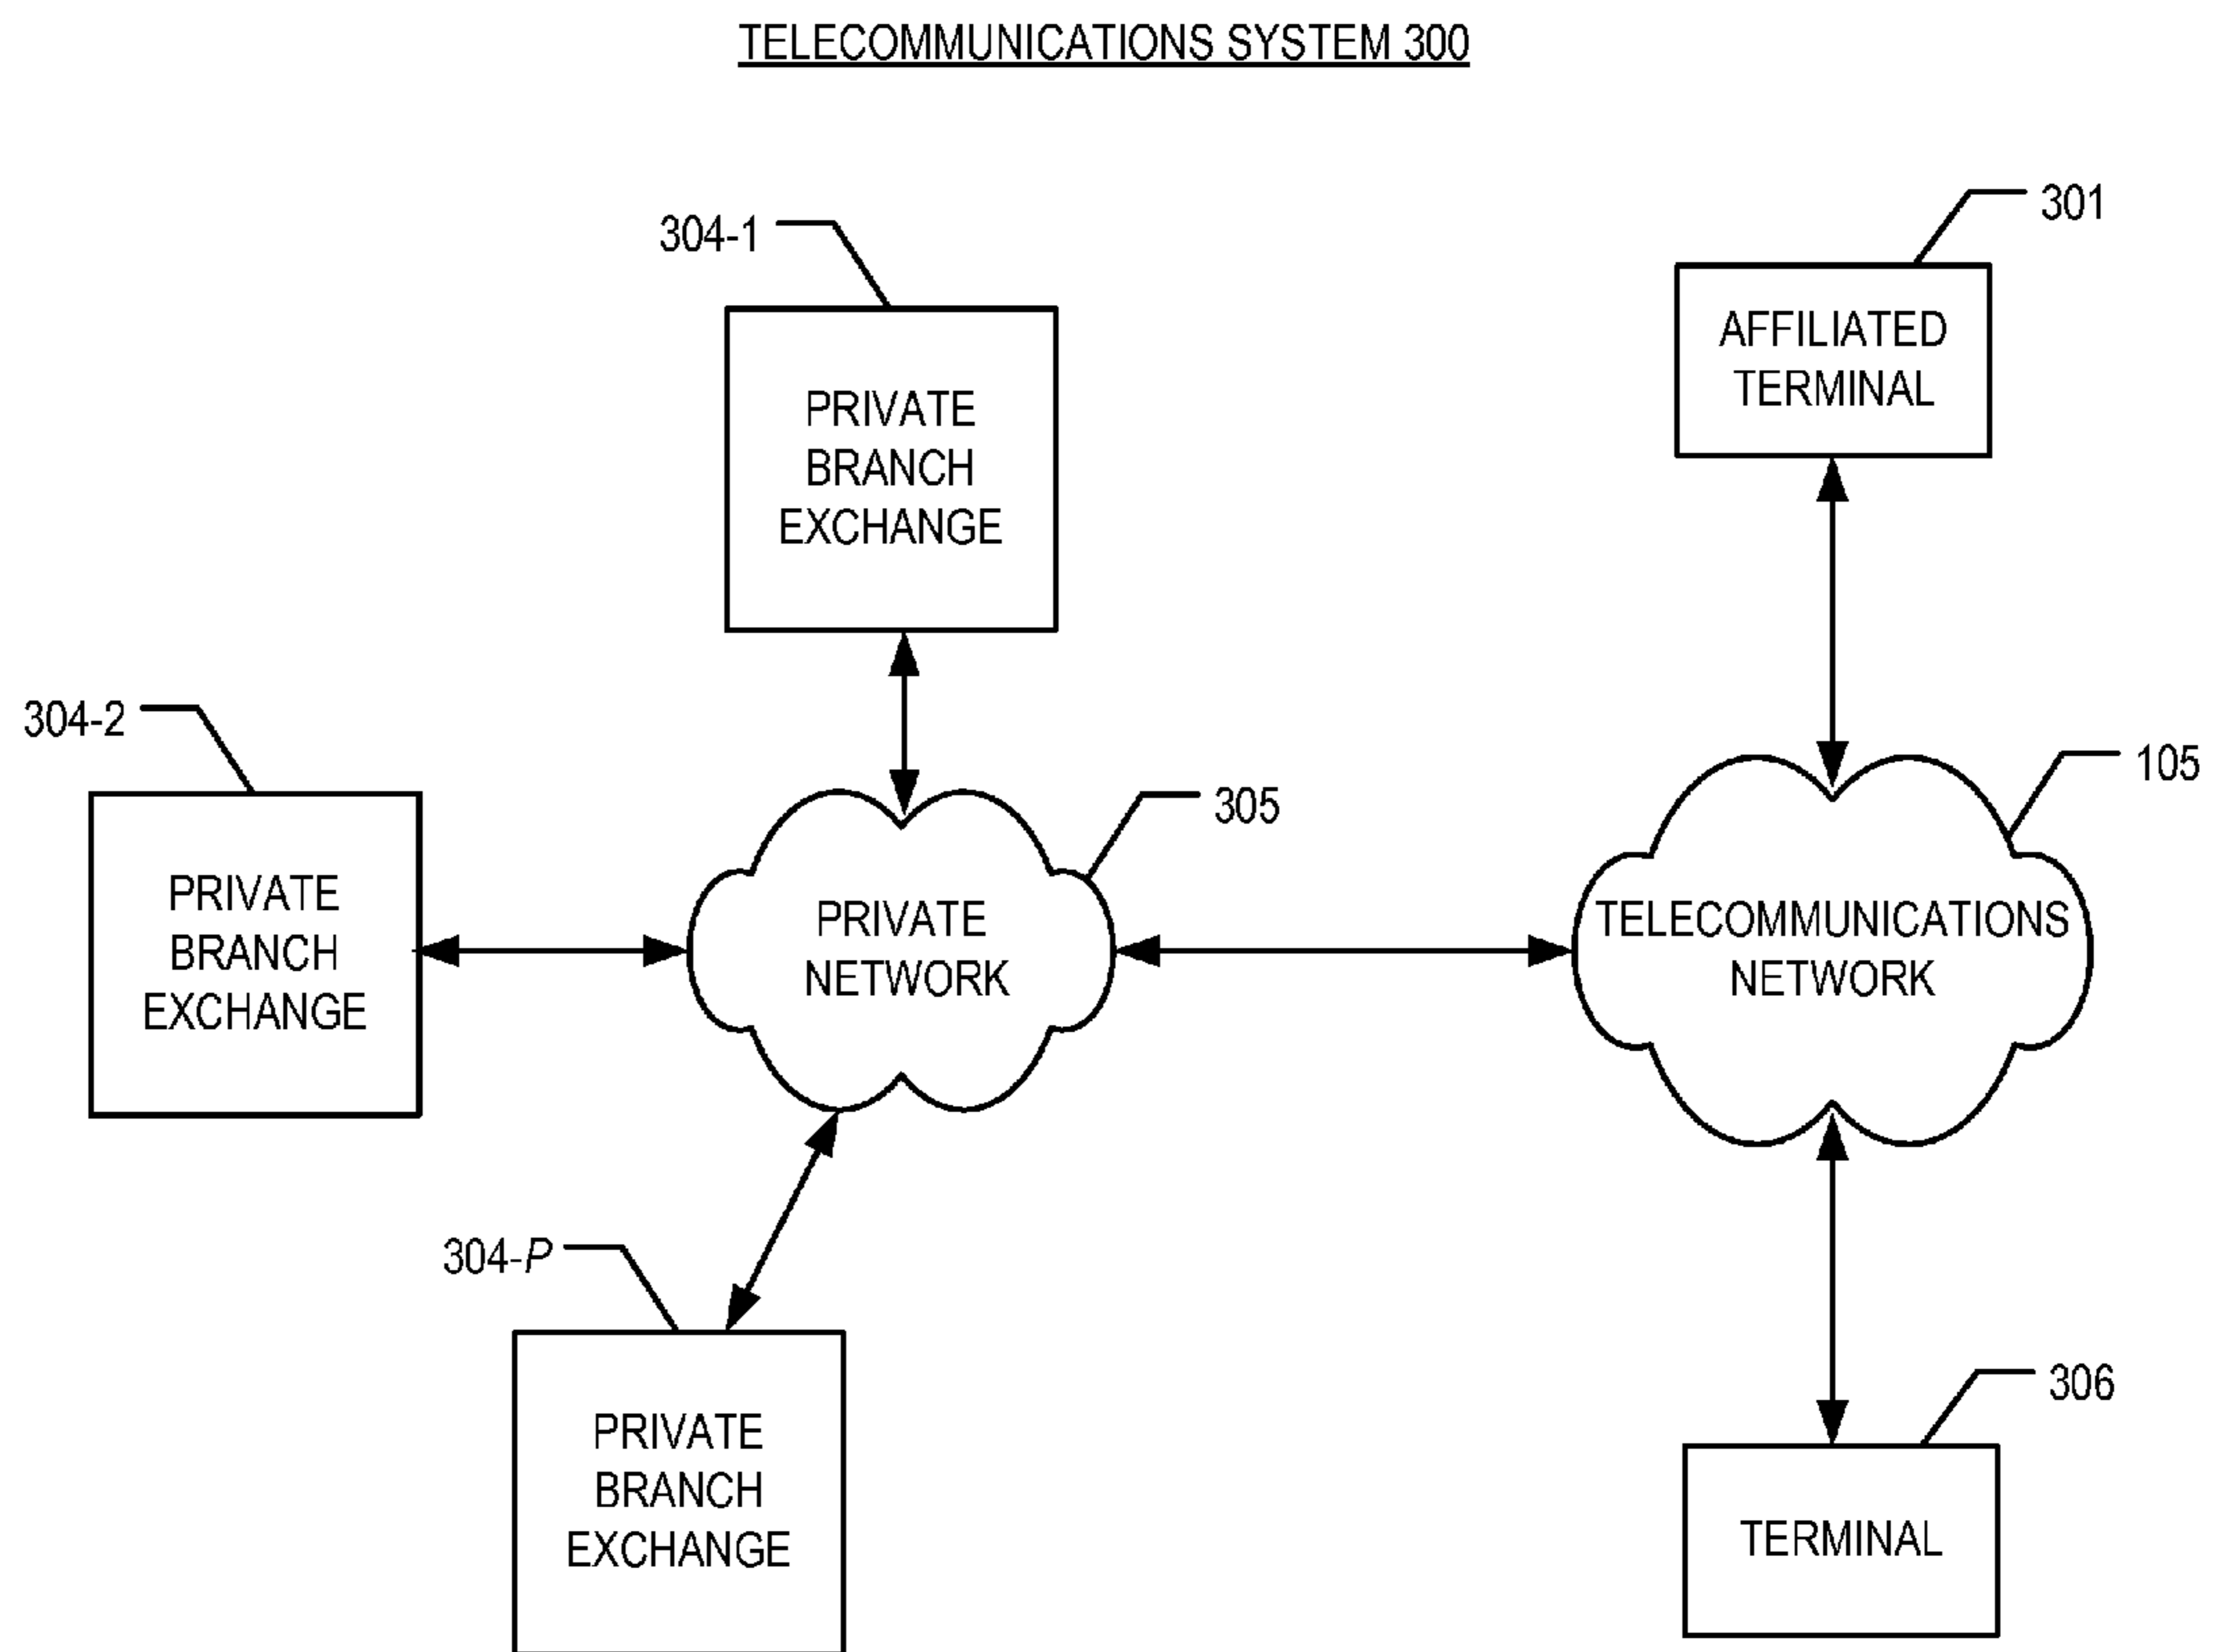 TELECOMMUNICATIONS SYSTEM 300
301
304-1
AFFILIATED
TERMINAL
PRIVATE
BRANCH
EXCHANGE
304-2
105
305
PRIVATE
BRANCH
EXCHANGE
PRIVATE
NETWORK
TELECOMMUNICATIONS
NETWORK
304-P
306
PRIVATE
BRANCH
EXCHANGE
TERMINAL